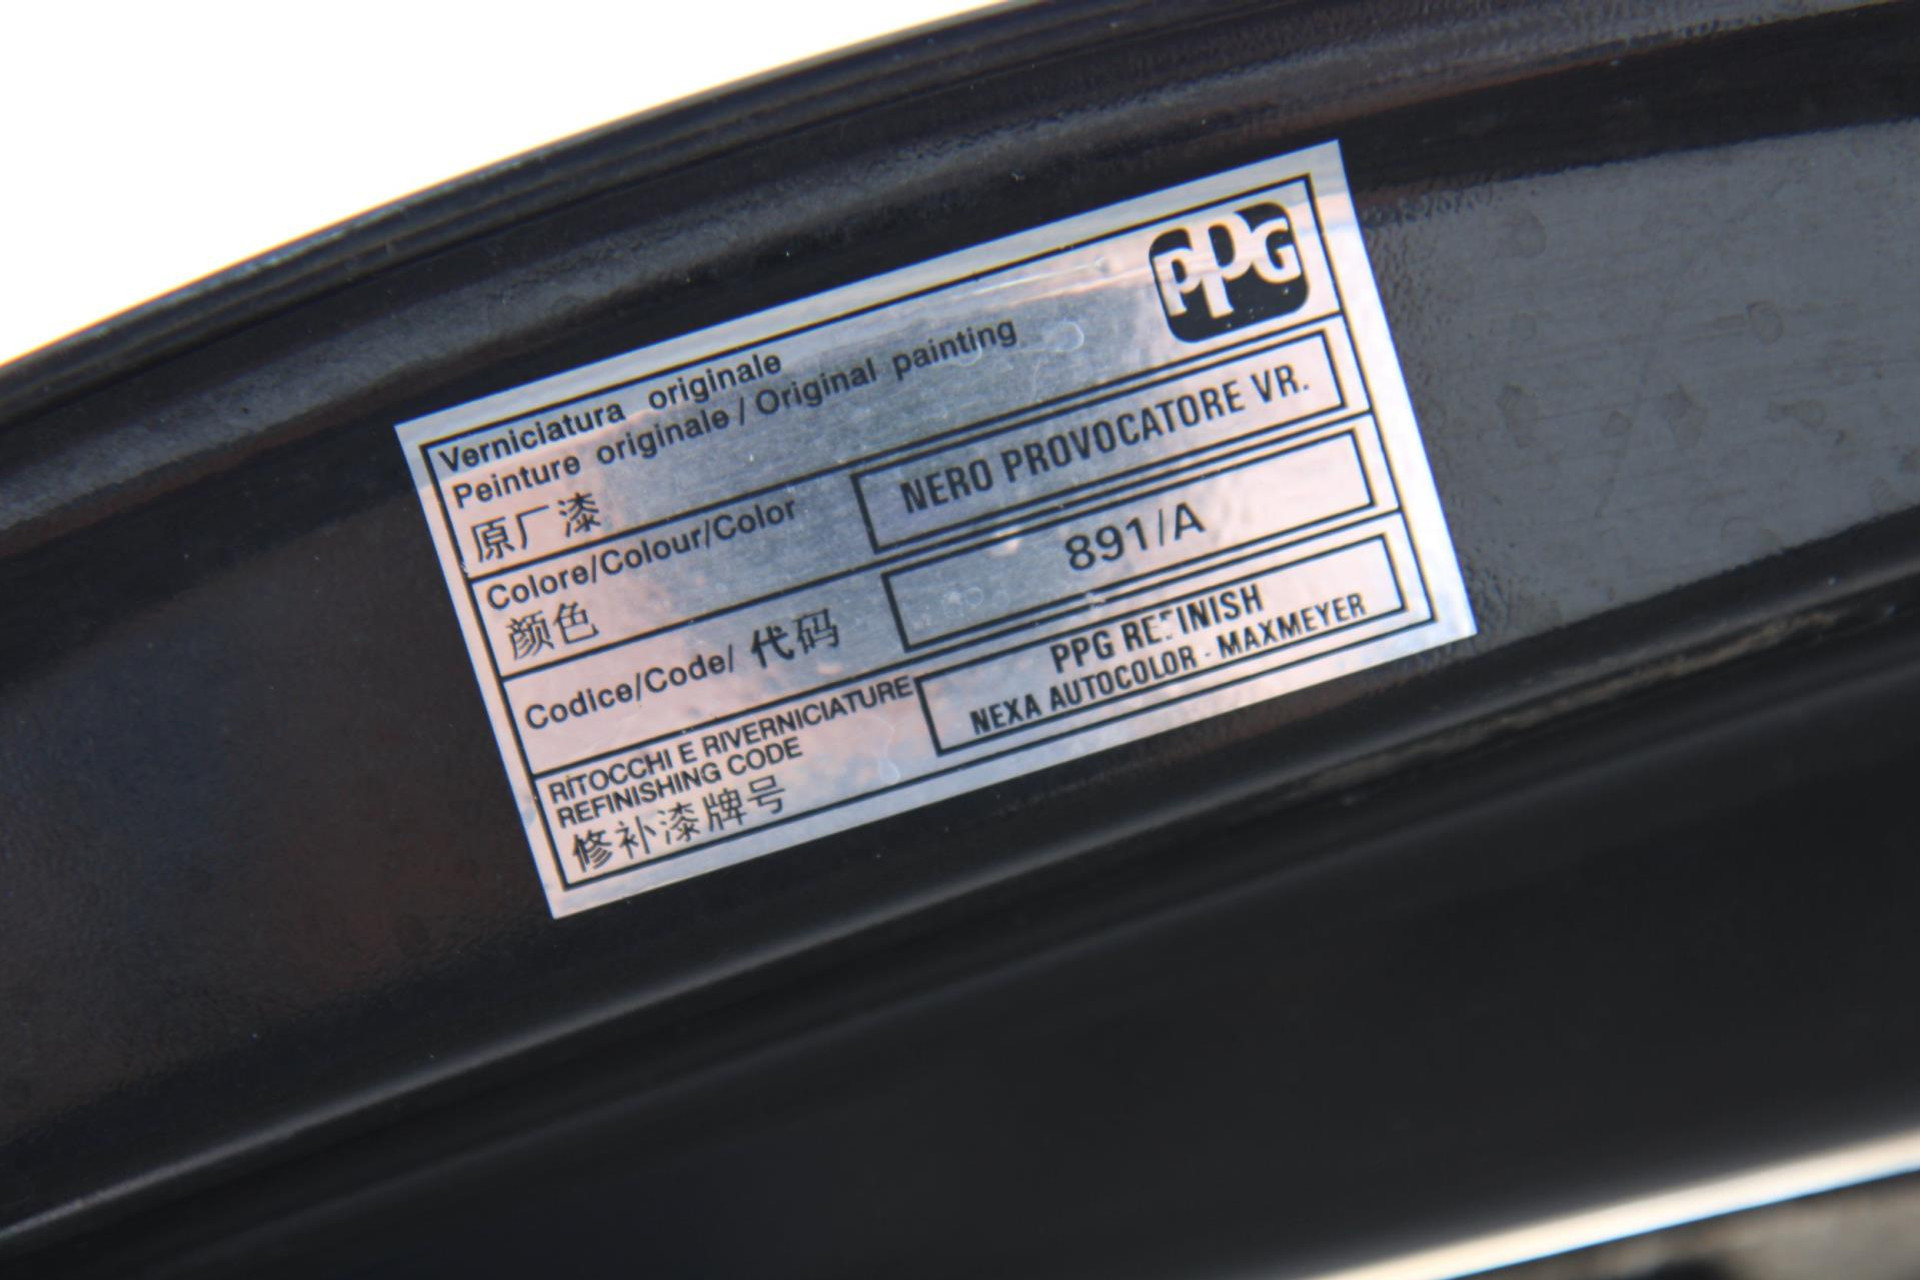 PPG
Verniciatura originale
Peinture originale / Original painting
原厂漆
Colore/Colour/Color
颜色
NERO PROVOCATORE VR.
Codice/Code/ 代码
891/A
RITOCCHI E RIVERNICIATURE
REFINISHING CODE
修补漆牌号
PPG REFINISH
NEXA AUTOCOLOR - MAXMEYER